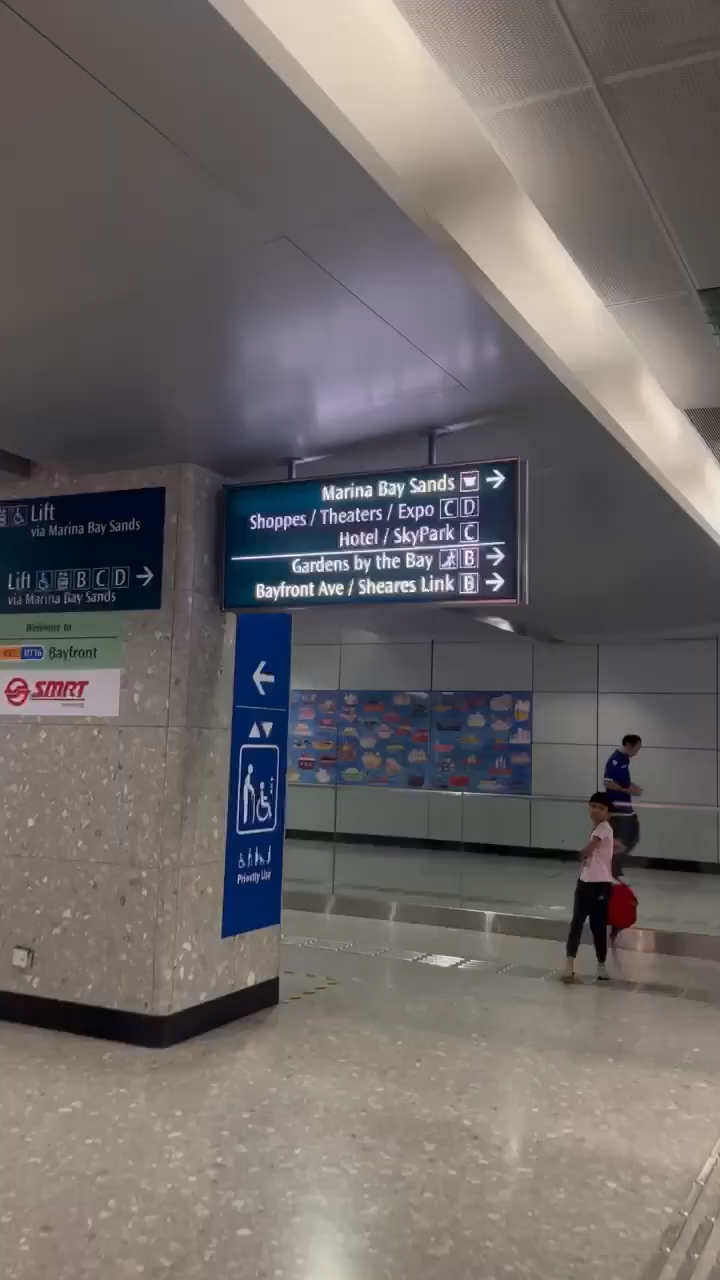 Lift
via Marina Bay Sands
Lift B C D →
via Marina Bay Sands
Welcome to
DT16 Bayfront
SMRT
Marina Bay Sands →
Shoppes / Theaters / Expo C D
Hotel / SkyPark C
Gardens by the Bay B →
Bayfront Ave / Sheares Link B →
←
Priority Use